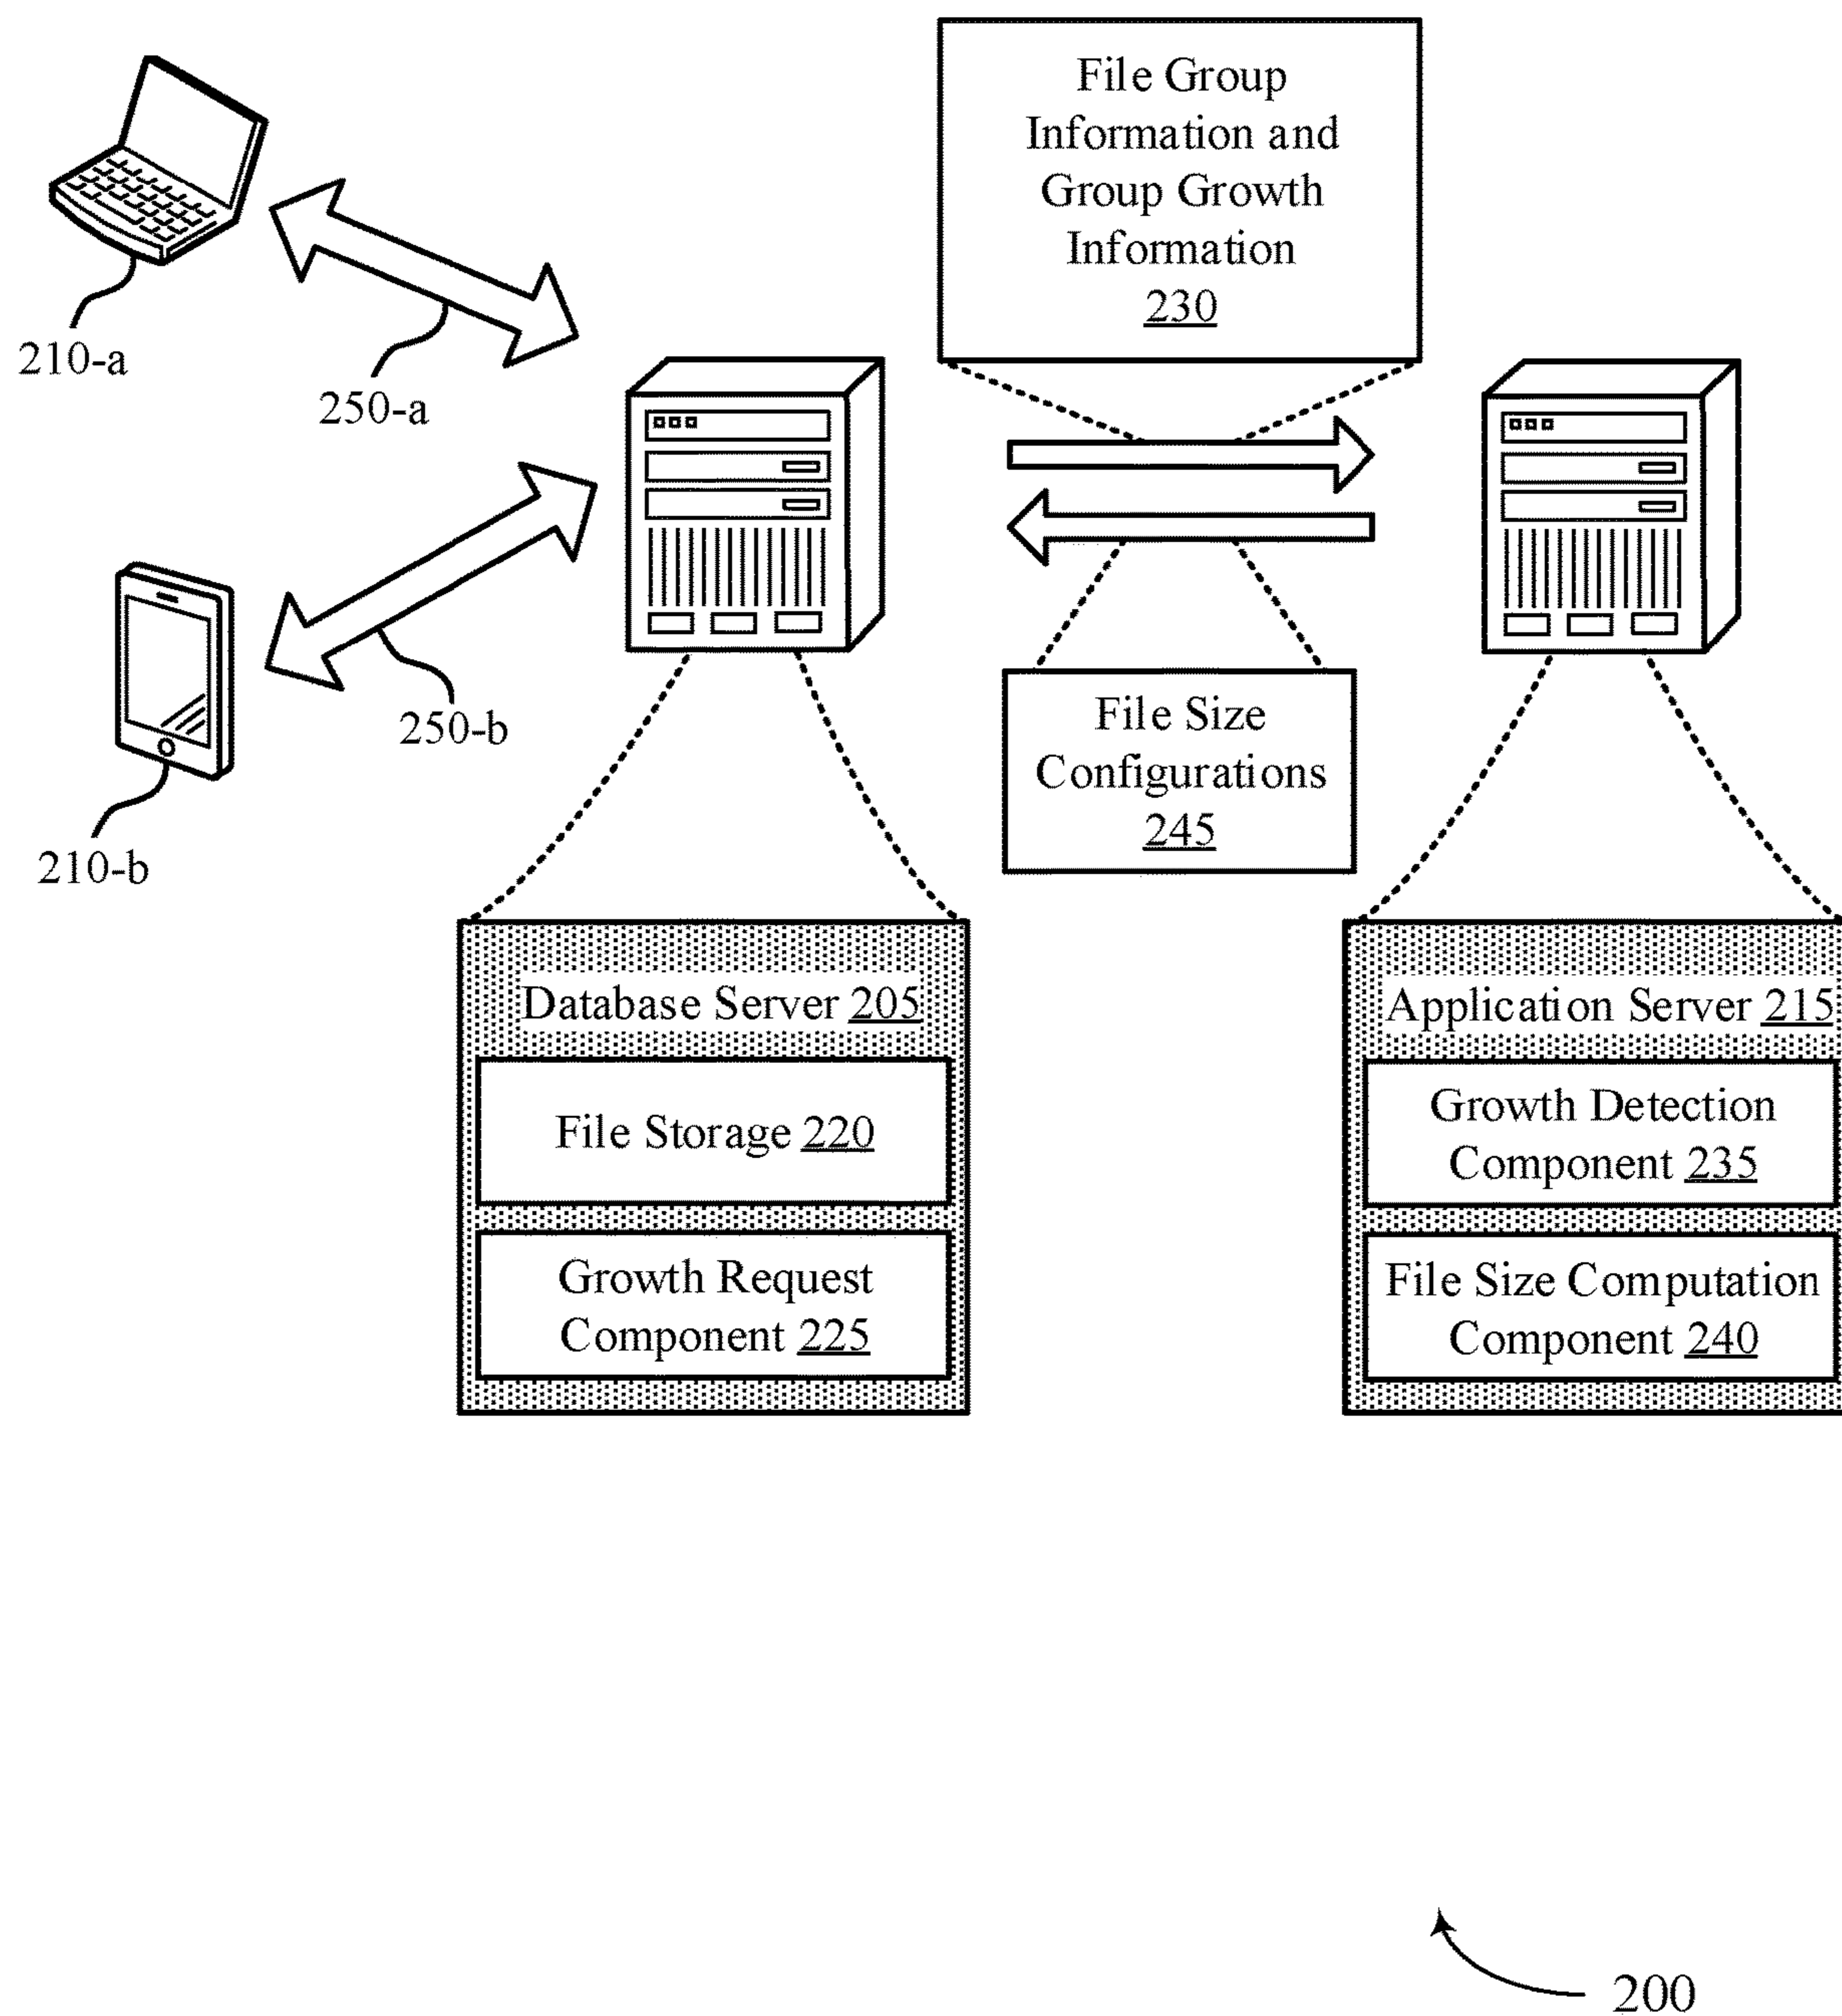 File Group
Information and
Group Growth
Information
230
210-a
250-a
250-b
210-b
File Size
Configurations
245
Database Server 205
File Storage 220
Growth Request
Component 225
Application Server 215
Growth Detection
Component 235
File Size Computation
Component 240
200